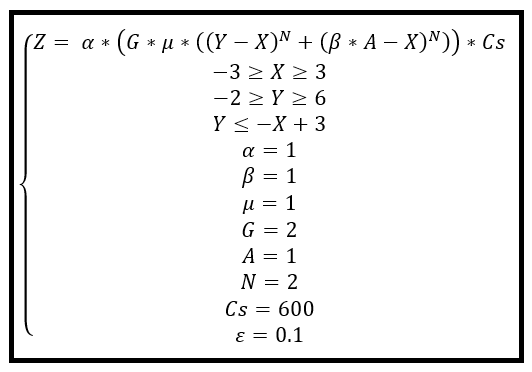 Z = α * (G * μ * ((Y − X)^N + (β * A − X)^N)) * Cs
−3 ≥ X ≥ 3
−2 ≥ Y ≥ 6
Y ≤ −X + 3
α = 1
β = 1
μ = 1
G = 2
A = 1
N = 2
Cs = 600
ε = 0.1